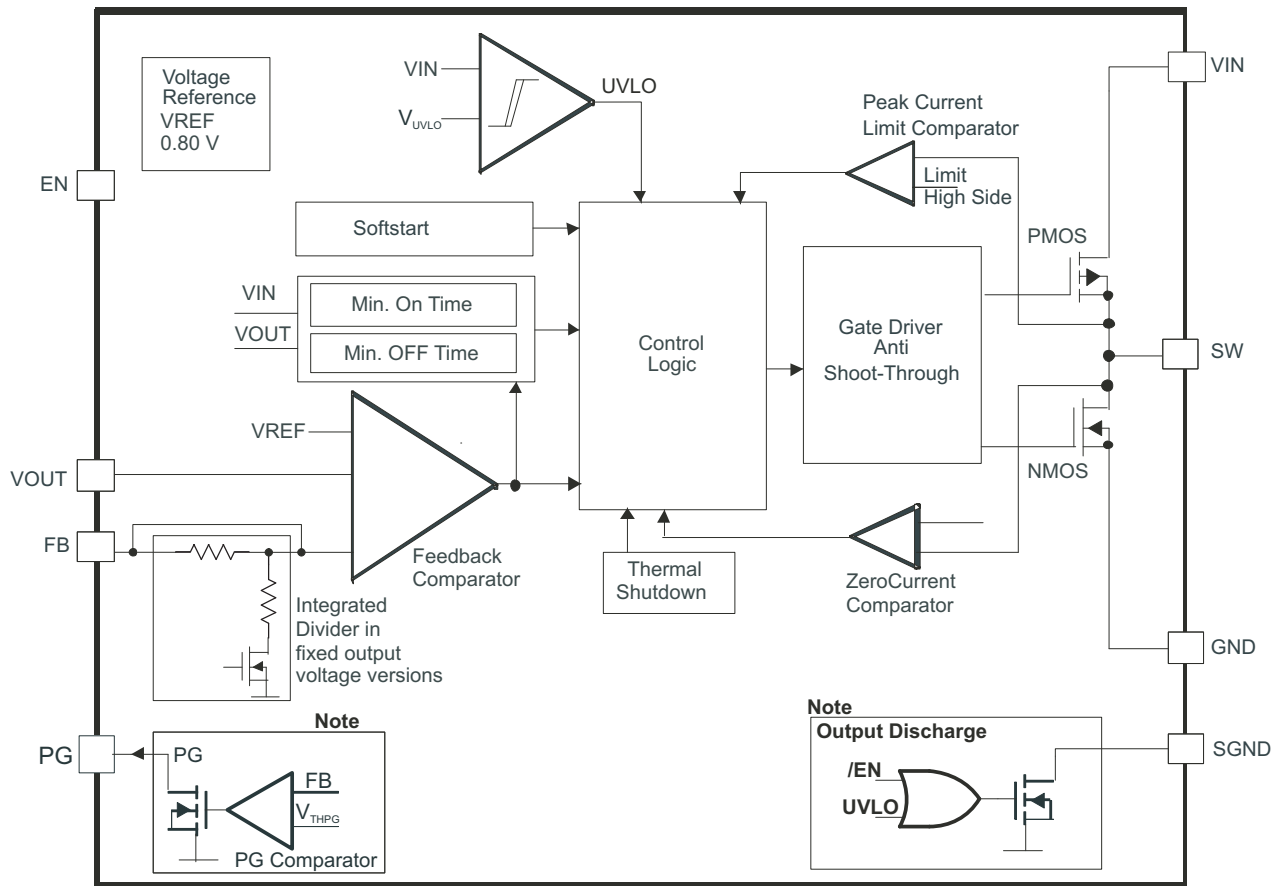 Voltage
Reference
VREF
0.80 V
VIN
V_UVLO
UVLO
Peak Current
Limit Comparator
Limit
High Side
VIN
EN
Softstart
PMOS
VIN
VOUT
Min. On Time
Min. OFF Time
Control
Logic
Gate Driver
Anti
Shoot-Through
SW
VREF
VOUT
NMOS
FB
Feedback
Comparator
Thermal
Shutdown
ZeroCurrent
Comparator
Integrated
Divider in
fixed output
voltage versions
GND
Note
PG
PG
FB
V_THPG
PG Comparator
Note
Output Discharge
/EN
UVLO
SGND